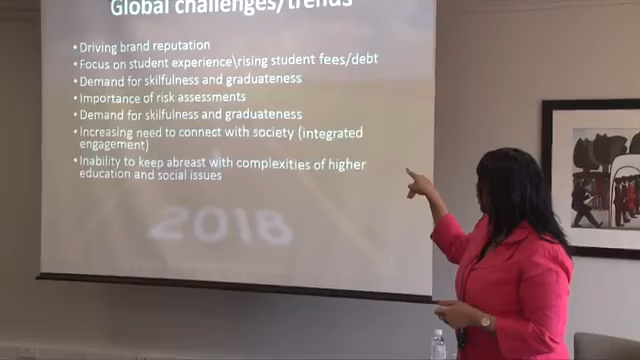 Global challenges/trends
• Driving brand reputation
• Focus on student experience\rising student fees/debt
• Demand for skilfulness and graduateness
• Importance of risk assessments
• Demand for skilfulness and graduateness
• Increasing need to connect with society (integrated
engagement)
• Inability to keep abreast with complexities of higher
education and social issues
2018